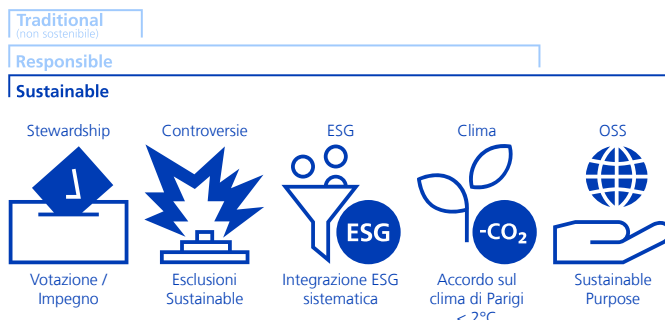 Traditional
(non sostenibile)
Responsible
Sustainable
Stewardship
Controversie
ESG
Clima
OSS
ESG
-CO₂
Votazione /
Impegno
Esclusioni
Sustainable
Integrazione ESG
sistematica
Accordo sul
clima di Parigi
< 2°C
Sustainable
Purpose